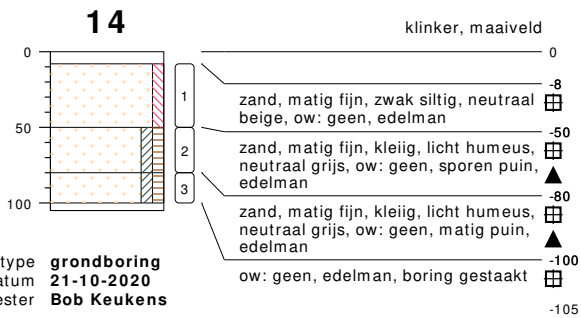 14
klinker, maaiveld
0
0
-8
1
zand, matig fijn, zwak siltig, neutraal
beige, ow: geen, edelman
50
-50
2
zand, matig fijn, kleiig, licht humeus,
neutraal grijs, ow: geen, sporen puin,
edelman
-80
3
zand, matig fijn, kleiig, licht humeus,
neutraal grijs, ow: geen, matig puin,
edelman
100
-100
ow: geen, edelman, boring gestaakt
-105
type grondboring
atum 21-10-2020
ester Bob Keukens